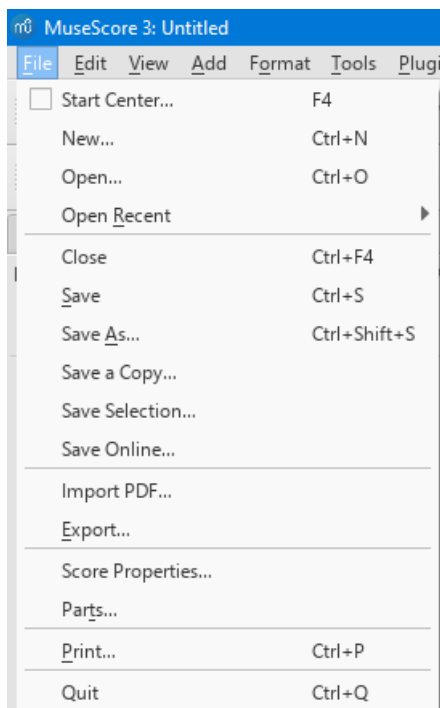 MuseScore 3: Untitled
File Edit View Add Format Tools Plugi
Start Center... F4
New... Ctrl+N
Open... Ctrl+O
Open Recent
Close Ctrl+F4
Save Ctrl+S
Save As... Ctrl+Shift+S
Save a Copy...
Save Selection...
Save Online...
Import PDF...
Export...
Score Properties...
Parts...
Print... Ctrl+P
Quit Ctrl+Q